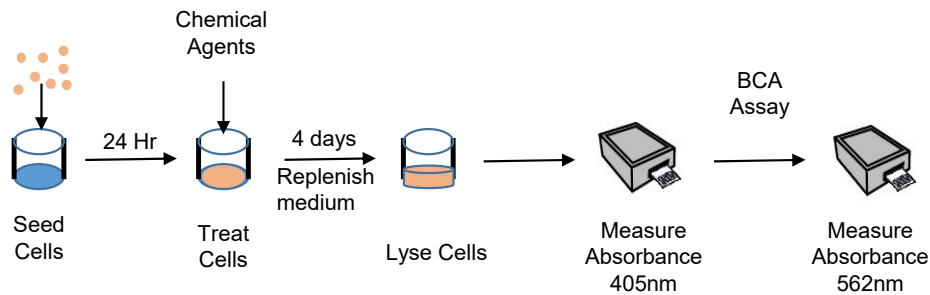 Chemical
Agents
BCA
Assay
24 Hr
4 days
Replenish
medium
Seed
Cells
Treat
Cells
Lyse Cells
Measure
Absorbance
405nm
Measure
Absorbance
562nm